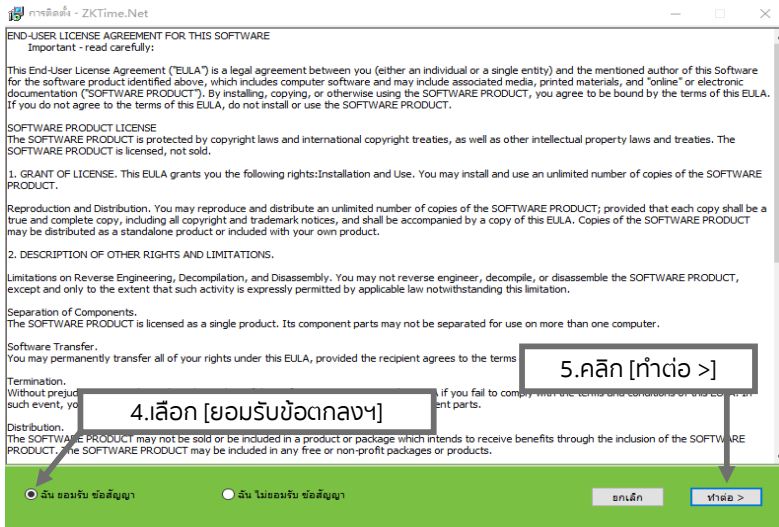 การติดตั้ง - ZKTime.Net
END-USER LICENSE AGREEMENT FOR THIS SOFTWARE
Important - read carefully:
This End-User License Agreement ("EULA") is a legal agreement between you (either an individual or a single entity) and the mentioned author of this Software
for the software product identified above, which includes computer software and may include associated media, printed materials, and "online" or electronic
documentation ("SOFTWARE PRODUCT"). By installing, copying, or otherwise using the SOFTWARE PRODUCT, you agree to be bound by the terms of this EULA.
If you do not agree to the terms of this EULA, do not install or use the SOFTWARE PRODUCT.
SOFTWARE PRODUCT LICENSE
The SOFTWARE PRODUCT is protected by copyright laws and international copyright treaties, as well as other intellectual property laws and treaties. The
SOFTWARE PRODUCT is licensed, not sold.
1. GRANT OF LICENSE. This EULA grants you the following rights:Installation and Use. You may install and use an unlimited number of copies of the SOFTWARE
PRODUCT.
Reproduction and Distribution. You may reproduce and distribute an unlimited number of copies of the SOFTWARE PRODUCT; provided that each copy shall be a
true and complete copy, including all copyright and trademark notices, and shall be accompanied by a copy of this EULA. Copies of the SOFTWARE PRODUCT
may be distributed as a standalone product or included with your own product.
2. DESCRIPTION OF OTHER RIGHTS AND LIMITATIONS.
Limitations on Reverse Engineering, Decompilation, and Disassembly. You may not reverse engineer, decompile, or disassemble the SOFTWARE PRODUCT,
except and only to the extent that such activity is expressly permitted by applicable law notwithstanding this limitation.
Separation of Components.
The SOFTWARE PRODUCT is licensed as a single product. Its component parts may not be separated for use on more than one computer.
Software Transfer.
You may permanently transfer all of your rights under this EULA, provided the recipient agrees to the terms
5.คลิก [ทำต่อ >]
Termination.
Without if you fail to comply with the terms and conditions of this EULA. In
such event, ent parts.
4.เลือก [ยอมรับข้อตกลงฯ]
Distribution.
The SOFTWARE PRODUCT may not be sold or be included in a product or package which intends to receive benefits through the inclusion of the SOFTWARE
PRODUCT. The SOFTWARE PRODUCT may be included in any free or non-profit packages or products.
ฉัน ยอมรับ ข้อสัญญา
ฉัน ไม่ยอมรับ ข้อสัญญา
ยกเลิก
ทำต่อ >